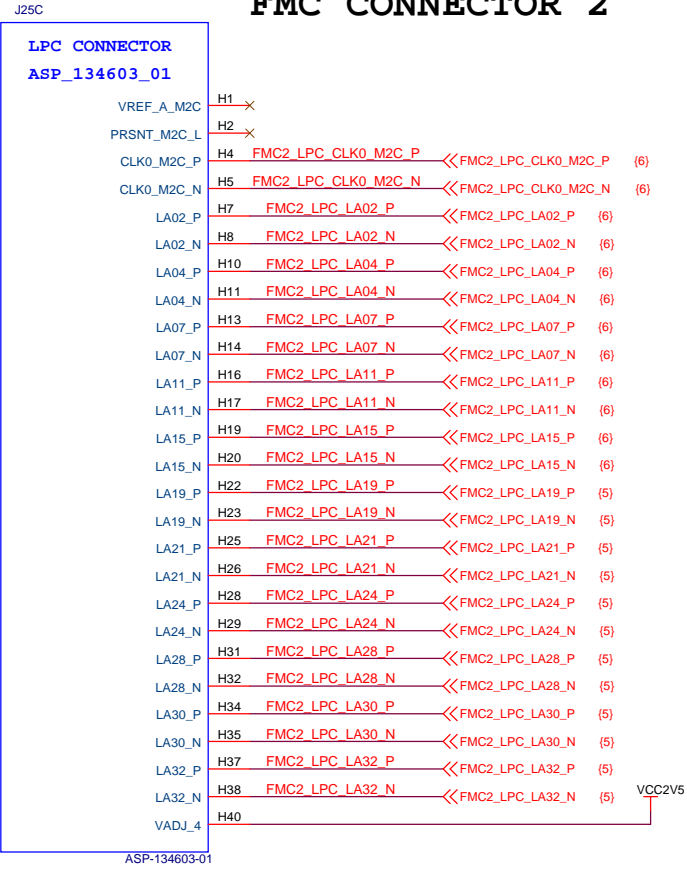 FMC CONNECTOR 2
J25C
LPC CONNECTOR
ASP_134603_01
VREF_A_M2C H1
PRSNT_M2C_L H2
CLK0_M2C_P H4 FMC2_LPC_CLK0_M2C_P FMC2_LPC_CLK0_M2C_P {6}
CLK0_M2C_N H5 FMC2_LPC_CLK0_M2C_N FMC2_LPC_CLK0_M2C_N {6}
LA02_P H7 FMC2_LPC_LA02_P FMC2_LPC_LA02_P {6}
LA02_N H8 FMC2_LPC_LA02_N FMC2_LPC_LA02_N {6}
LA04_P H10 FMC2_LPC_LA04_P FMC2_LPC_LA04_P {6}
LA04_N H11 FMC2_LPC_LA04_N FMC2_LPC_LA04_N {6}
LA07_P H13 FMC2_LPC_LA07_P FMC2_LPC_LA07_P {6}
LA07_N H14 FMC2_LPC_LA07_N FMC2_LPC_LA07_N {6}
LA11_P H16 FMC2_LPC_LA11_P FMC2_LPC_LA11_P {6}
LA11_N H17 FMC2_LPC_LA11_N FMC2_LPC_LA11_N {6}
LA15_P H19 FMC2_LPC_LA15_P FMC2_LPC_LA15_P {6}
LA15_N H20 FMC2_LPC_LA15_N FMC2_LPC_LA15_N {6}
LA19_P H22 FMC2_LPC_LA19_P FMC2_LPC_LA19_P {5}
LA19_N H23 FMC2_LPC_LA19_N FMC2_LPC_LA19_N {5}
LA21_P H25 FMC2_LPC_LA21_P FMC2_LPC_LA21_P {5}
LA21_N H26 FMC2_LPC_LA21_N FMC2_LPC_LA21_N {5}
LA24_P H28 FMC2_LPC_LA24_P FMC2_LPC_LA24_P {5}
LA24_N H29 FMC2_LPC_LA24_N FMC2_LPC_LA24_N {5}
LA28_P H31 FMC2_LPC_LA28_P FMC2_LPC_LA28_P {5}
LA28_N H32 FMC2_LPC_LA28_N FMC2_LPC_LA28_N {5}
LA30_P H34 FMC2_LPC_LA30_P FMC2_LPC_LA30_P {5}
LA30_N H35 FMC2_LPC_LA30_N FMC2_LPC_LA30_N {5}
LA32_P H37 FMC2_LPC_LA32_P FMC2_LPC_LA32_P {5}
LA32_N H38 FMC2_LPC_LA32_N FMC2_LPC_LA32_N {5} VCC2V5
VADJ_4 H40
ASP-134603-01